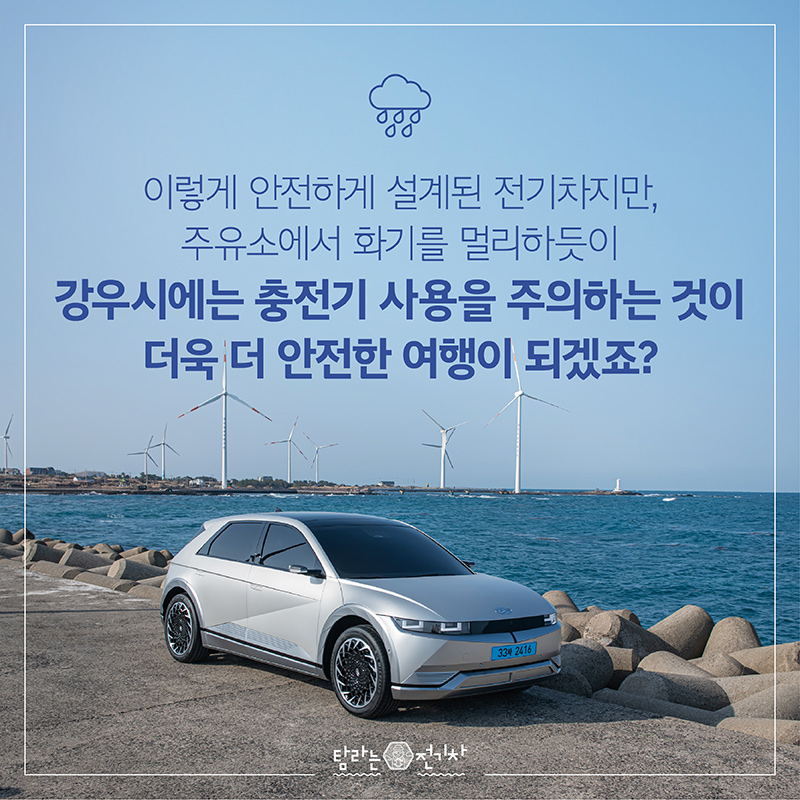 이렇게 안전하게 설계된 전기차지만,
주유소에서 화기를 멀리하듯이
강우시에는 충전기 사용을 주의하는 것이
더욱 더 안전한 여행이 되겠죠?
33하 2416
탐라는 전기차